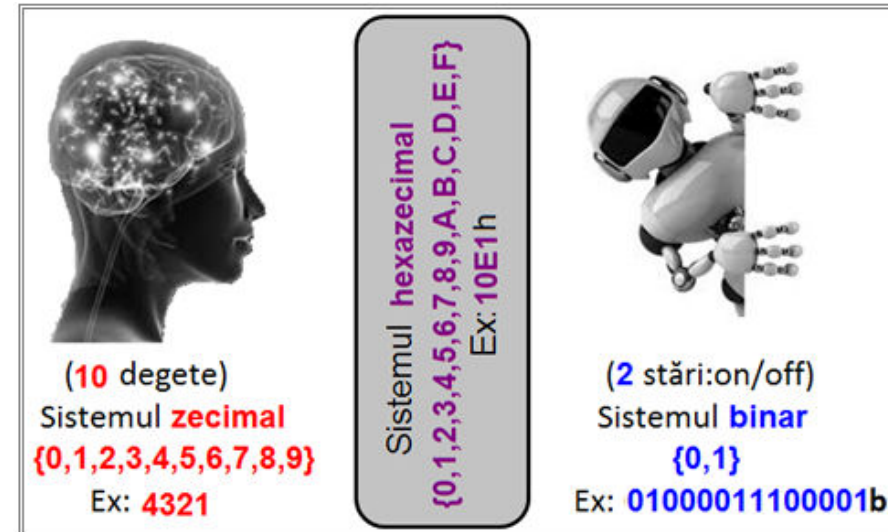 (10 degete)
Sistemul zecimal
{0,1,2,3,4,5,6,7,8,9}
Ex: 4321
Sistemul hexazecimal
{0,1,2,3,4,5,6,7,8,9,A,B,C,D,E,F}
Ex: 10E1h
(2 stări:on/off)
Sistemul binar
{0,1}
Ex: 01000011100001b